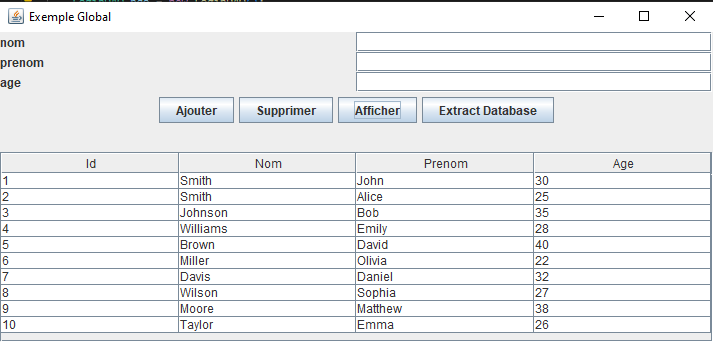 Exemple Global
nom
prenom
age
Ajouter Supprimer Afficher Extract Database
Id Nom Prenom Age
1 Smith John 30
2 Smith Alice 25
3 Johnson Bob 35
4 Williams Emily 28
5 Brown David 40
6 Miller Olivia 22
7 Davis Daniel 32
8 Wilson Sophia 27
9 Moore Matthew 38
10 Taylor Emma 26